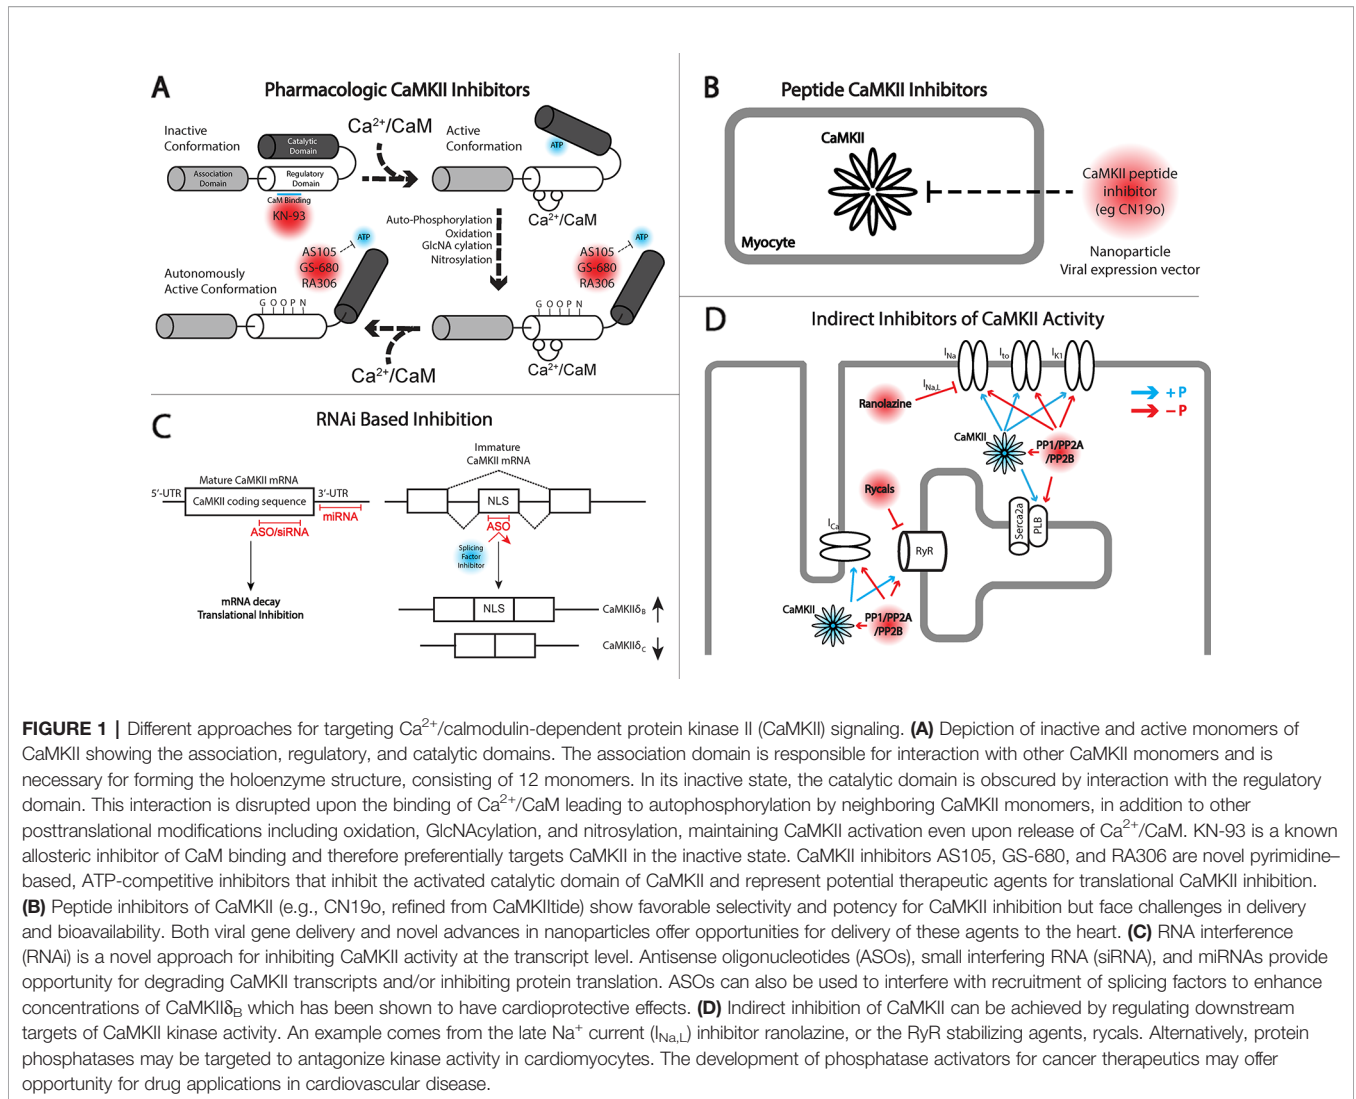 A
Pharmacologic CaMKII Inhibitors
Inactive
Conformation
Catalytic
Domain
Association
Domain
Regulatory
Domain
CaM Binding
KN-93
Ca²⁺/CaM
Active
Conformation
ATP
Ca²⁺/CaM
Auto-Phosphorylation
Oxidation
GlcNA cylation
Nitrosylation
AS105
GS-680
RA306
ATP
Autonomously
Active Conformation
G O O P N
AS105
GS-680
RA306
ATP
G O O P N
Ca²⁺/CaM
Ca²⁺/CaM
B
Peptide CaMKII Inhibitors
CaMKII
Myocyte
CaMKII peptide
inhibitor
(eg CN19o)
Nanoparticle
Viral expression vector
C
RNAi Based Inhibition
Mature CaMKII mRNA
5'-UTR
CaMKII coding sequence
3'-UTR
miRNA
ASO/siRNA
mRNA decay
Translational Inhibition
Immature
CaMKII mRNA
NLS
ASO
Splicing
Factor
Inhibitor
NLS
CaMKIIδB
CaMKIIδC
D
Indirect Inhibitors of CaMKII Activity
INa
Ito
IK1
INa,L
Ranolazine
+ P
– P
CaMKII
PP1/PP2A
/PP2B
Rycals
Serca2a
PLB
ICa
RyR
CaMKII
PP1/PP2A
/PP2B
FIGURE 1 | Different approaches for targeting Ca²⁺/calmodulin-dependent protein kinase II (CaMKII) signaling. (A) Depiction of inactive and active monomers of
CaMKII showing the association, regulatory, and catalytic domains. The association domain is responsible for interaction with other CaMKII monomers and is
necessary for forming the holoenzyme structure, consisting of 12 monomers. In its inactive state, the catalytic domain is obscured by interaction with the regulatory
domain. This interaction is disrupted upon the binding of Ca²⁺/CaM leading to autophosphorylation by neighboring CaMKII monomers, in addition to other
posttranslational modifications including oxidation, GlcNAcylation, and nitrosylation, maintaining CaMKII activation even upon release of Ca²⁺/CaM. KN-93 is a known
allosteric inhibitor of CaM binding and therefore preferentially targets CaMKII in the inactive state. CaMKII inhibitors AS105, GS-680, and RA306 are novel pyrimidine–
based, ATP-competitive inhibitors that inhibit the activated catalytic domain of CaMKII and represent potential therapeutic agents for translational CaMKII inhibition.
(B) Peptide inhibitors of CaMKII (e.g., CN19o, refined from CaMKIItide) show favorable selectivity and potency for CaMKII inhibition but face challenges in delivery
and bioavailability. Both viral gene delivery and novel advances in nanoparticles offer opportunities for delivery of these agents to the heart. (C) RNA interference
(RNAi) is a novel approach for inhibiting CaMKII activity at the transcript level. Antisense oligonucleotides (ASOs), small interfering RNA (siRNA), and miRNAs provide
opportunity for degrading CaMKII transcripts and/or inhibiting protein translation. ASOs can also be used to interfere with recruitment of splicing factors to enhance
concentrations of CaMKIIδB which has been shown to have cardioprotective effects. (D) Indirect inhibition of CaMKII can be achieved by regulating downstream
targets of CaMKII kinase activity. An example comes from the late Na⁺ current (INa,L) inhibitor ranolazine, or the RyR stabilizing agents, rycals. Alternatively, protein
phosphatases may be targeted to antagonize kinase activity in cardiomyocytes. The development of phosphatase activators for cancer therapeutics may offer
opportunity for drug applications in cardiovascular disease.